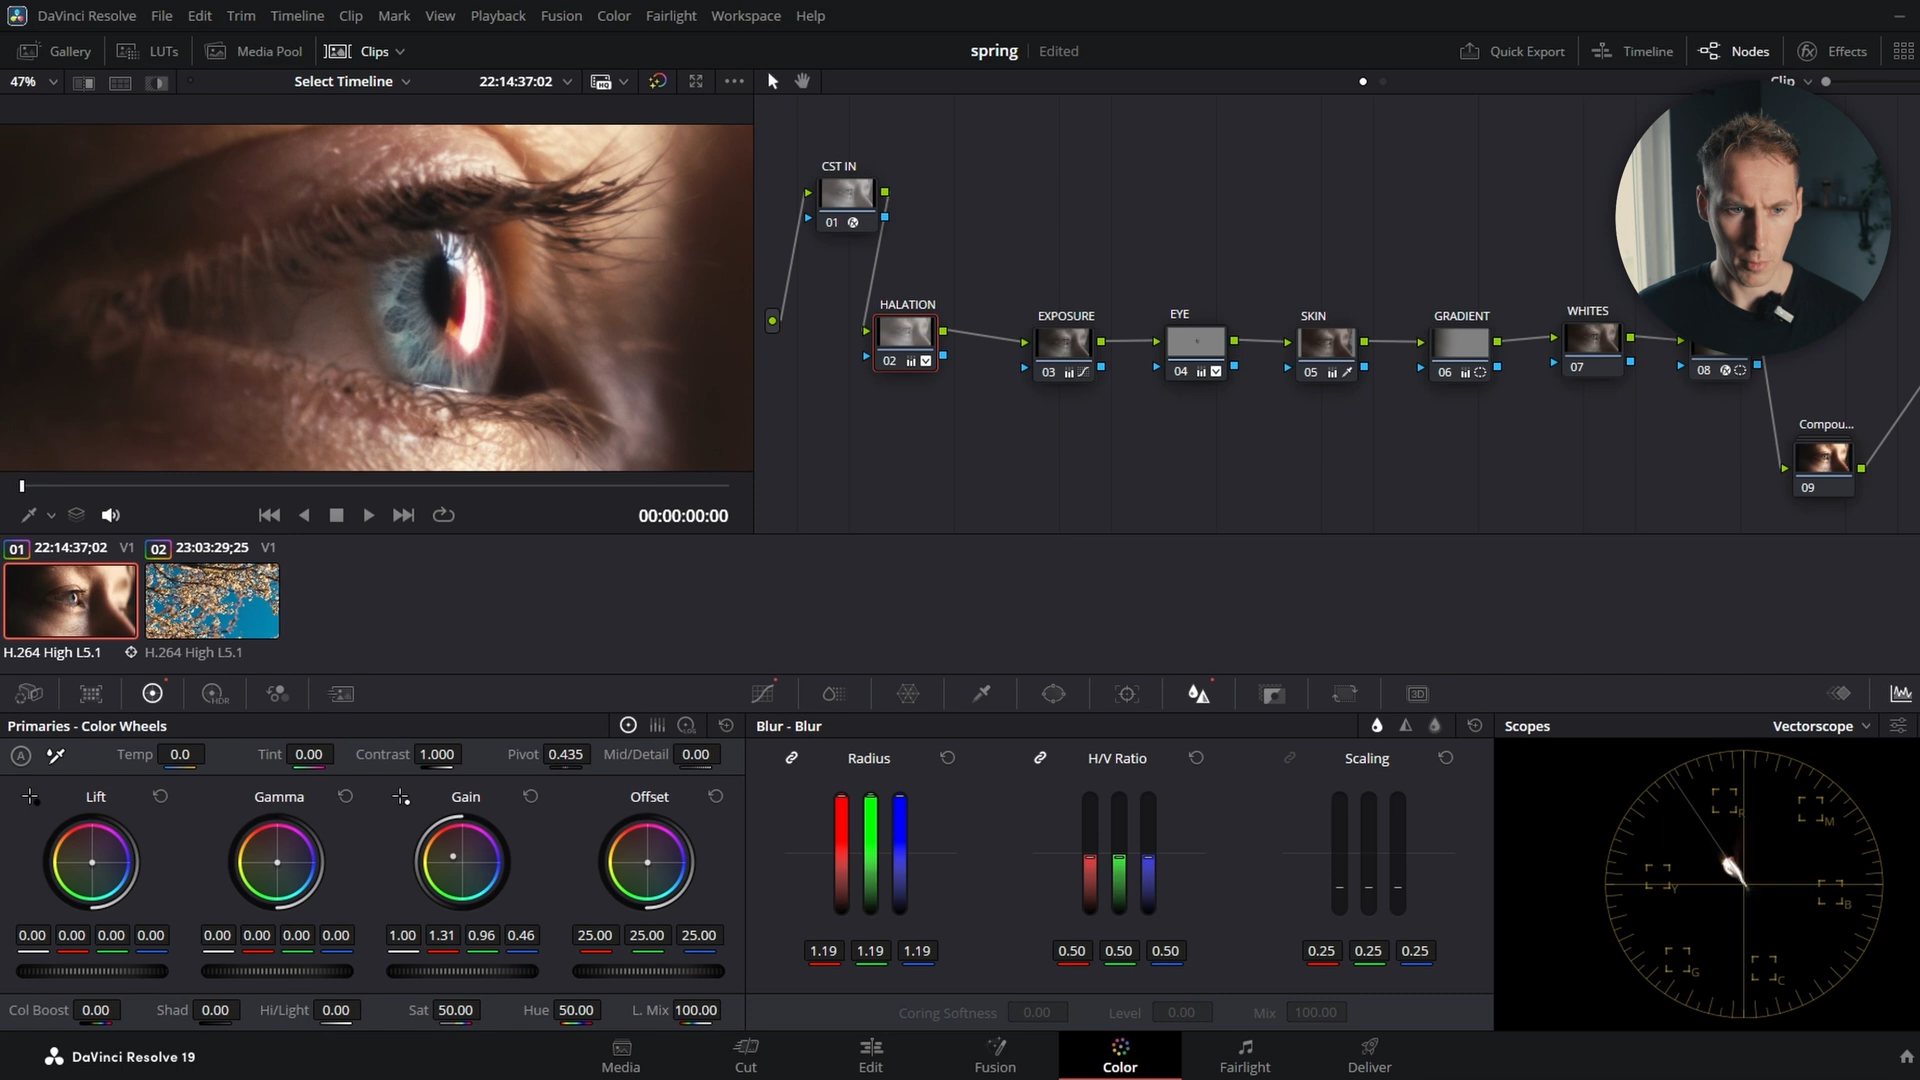 DaVinci Resolve File Edit Trim Timeline Clip Mark View Playback Fusion Color Fairlight Workspace Help
Gallery LUTs Media Pool Clips spring Edited Quick Export Timeline Nodes Effects
47% Select Timeline 22:14:37:02 HQ Clip
CST IN
01
HALATION
02
EXPOSURE
03
EYE
04
SKIN
05
GRADIENT
06
WHITES
07
08
Compou...
09
00:00:00:00
01 22:14:37;02 V1 02 23:03:29;25 V1
H.264 High L5.1 H.264 High L5.1
HDR 3D
Primaries - Color Wheels LOG Blur - Blur Scopes Vectorscope
A Temp 0.0 Tint 0.00 Contrast 1.000 Pivot 0.435 Mid/Detail 0.00 Radius H/V Ratio Scaling
Lift Gamma Gain Offset
R M Y B G C
0.00 0.00 0.00 0.00 0.00 0.00 0.00 0.00 1.00 1.31 0.96 0.46 25.00 25.00 25.00
1.19 1.19 1.19 0.50 0.50 0.50 0.25 0.25 0.25
Col Boost 0.00 Shad 0.00 Hi/Light 0.00 Sat 50.00 Hue 50.00 L. Mix 100.00
Coring Softness 0.00 Level 0.00 Mix 100.00
DaVinci Resolve 19 Media Cut Edit Fusion Color Fairlight Deliver